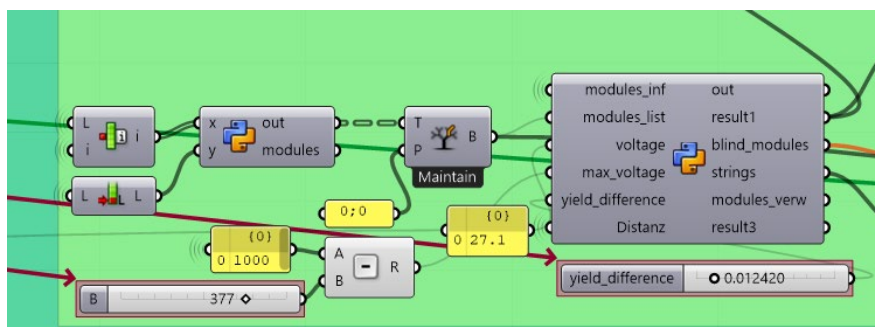 L
i
i
L
L
x
y
out
modules
T
P
B
Maintain
0;0
{0}
0 1000
B
377
A
B
R
{0}
0 27.1
modules_inf
modules_list
voltage
max_voltage
yield_difference
Distanz
out
result1
blind_modules
strings
modules_verw
result3
yield_difference
0.012420